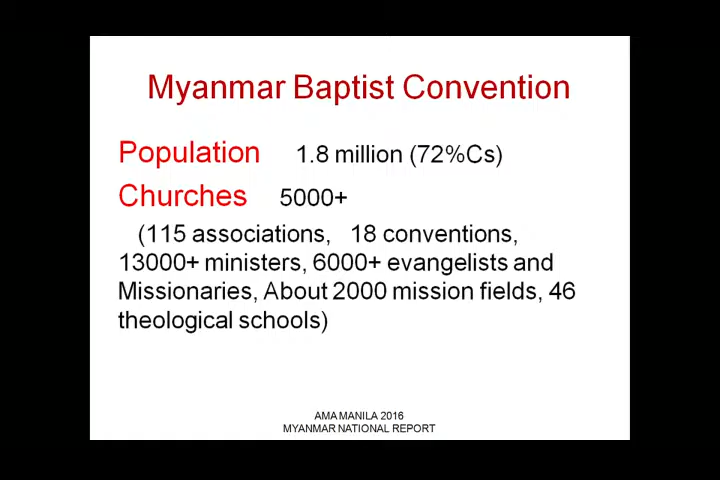 Myanmar Baptist Convention
Population 1.8 million (72%Cs)
Churches 5000+
(115 associations, 18 conventions,
13000+ ministers, 6000+ evangelists and
Missionaries, About 2000 mission fields, 46
theological schools)
AMA MANILA 2016
MYANMAR NATIONAL REPORT